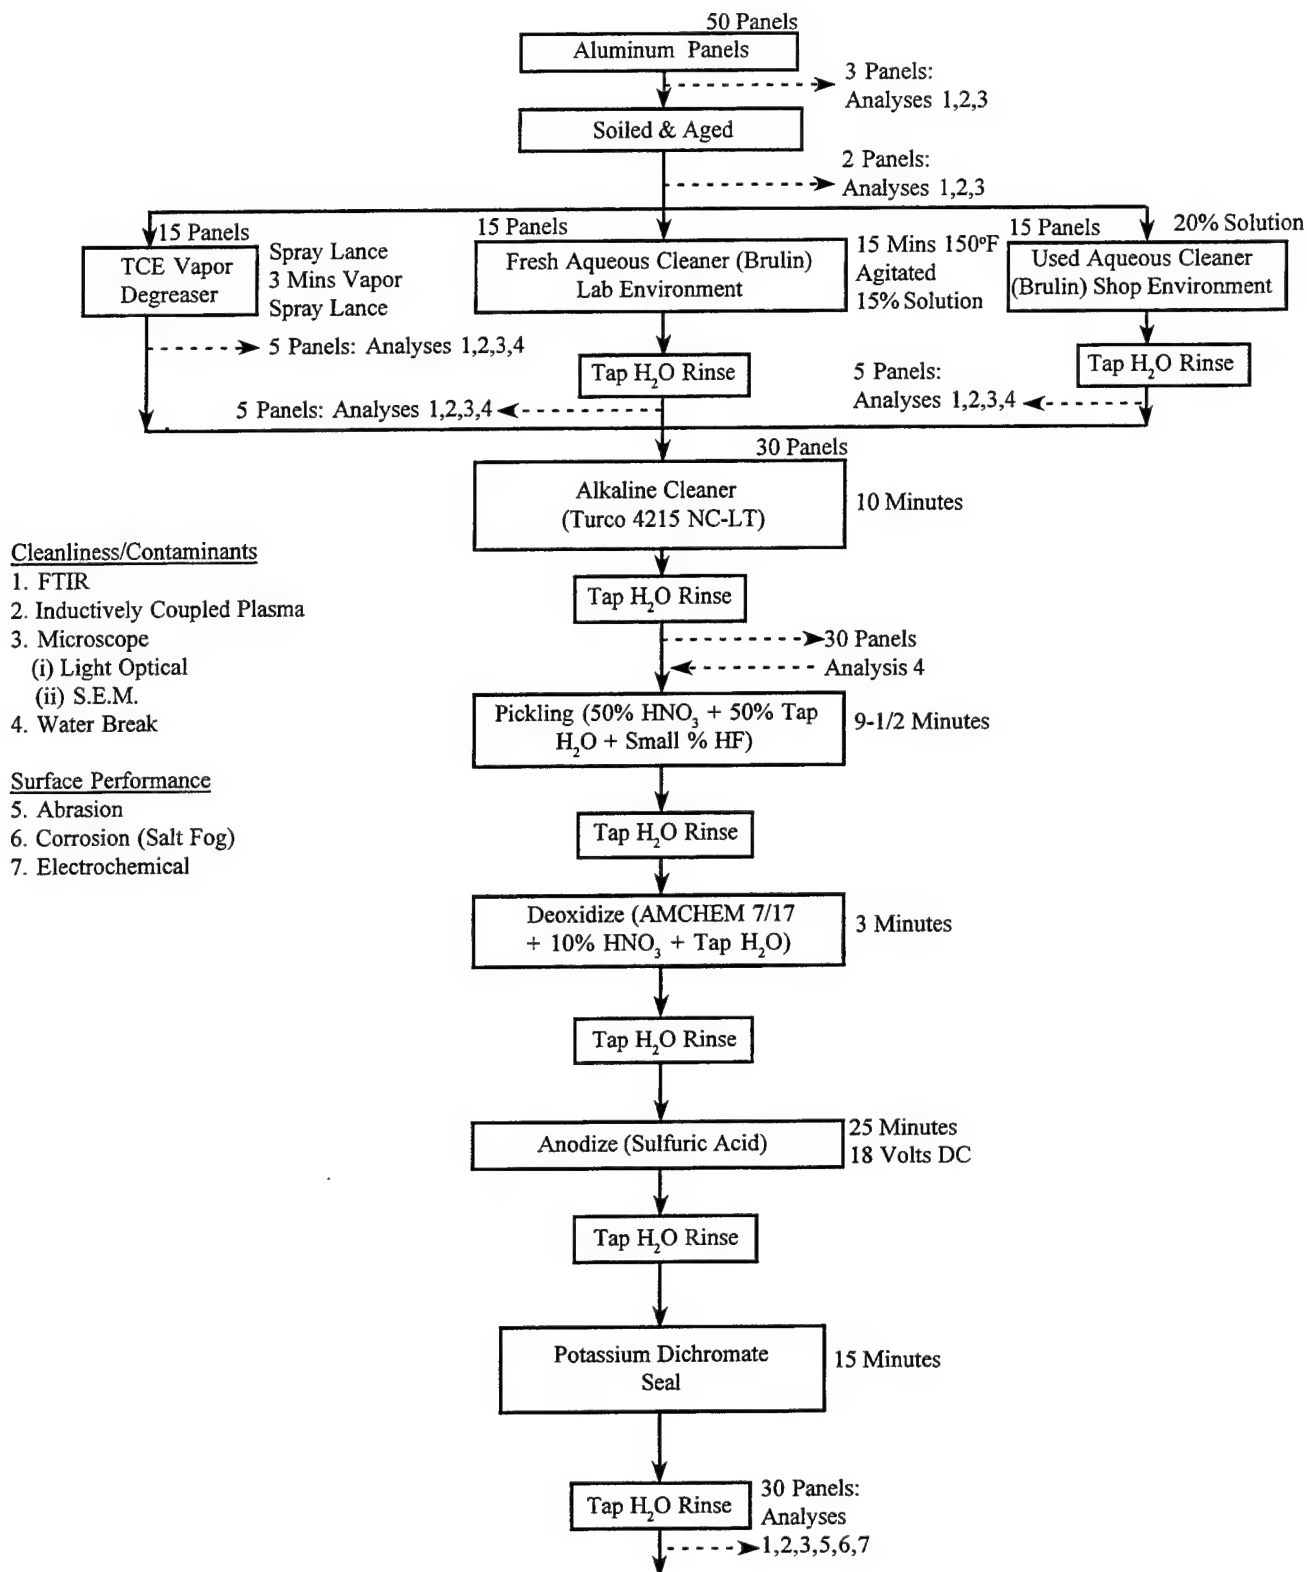 50 Panels
Aluminum Panels
3 Panels:
Analyses 1,2,3
Soiled & Aged
2 Panels:
Analyses 1,2,3
15 Panels
TCE Vapor
Degreaser
Spray Lance
3 Mins Vapor
Spray Lance
15 Panels
Fresh Aqueous Cleaner (Brulin)
Lab Environment
15 Mins 150°F
Agitated
15% Solution
15 Panels
20% Solution
Used Aqueous Cleaner
(Brulin) Shop Environment
5 Panels: Analyses 1,2,3,4
Tap H₂O Rinse
Tap H₂O Rinse
5 Panels: Analyses 1,2,3,4
5 Panels:
Analyses 1,2,3,4
30 Panels
Alkaline Cleaner
(Turco 4215 NC-LT)
10 Minutes
Tap H₂O Rinse
30 Panels
Analysis 4
Cleanliness/Contaminants
1. FTIR
2. Inductively Coupled Plasma
3. Microscope
(i) Light Optical
(ii) S.E.M.
4. Water Break
Surface Performance
5. Abrasion
6. Corrosion (Salt Fog)
7. Electrochemical
Pickling (50% HNO₃ + 50% Tap
H₂O + Small % HF)
9-1/2 Minutes
Tap H₂O Rinse
Deoxidize (AMCHEM 7/17
+ 10% HNO₃ + Tap H₂O)
3 Minutes
Tap H₂O Rinse
Anodize (Sulfuric Acid)
25 Minutes
18 Volts DC
Tap H₂O Rinse
Potassium Dichromate
Seal
15 Minutes
Tap H₂O Rinse
30 Panels:
Analyses
1,2,3,5,6,7